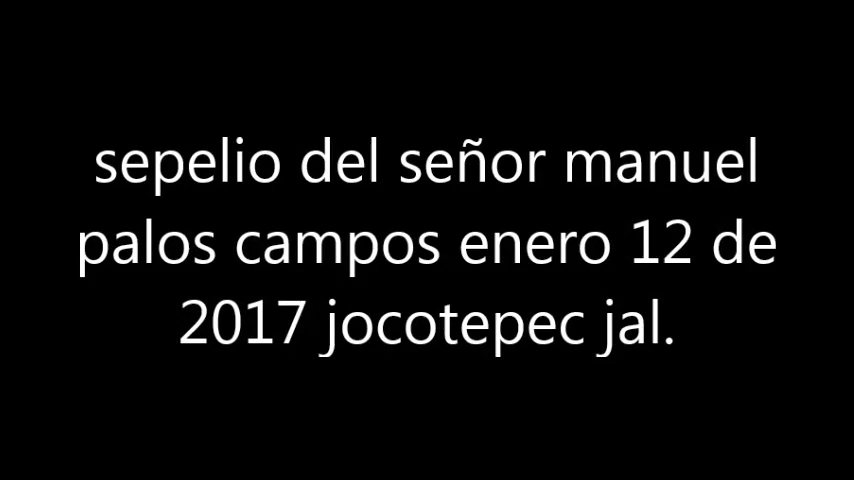 sepelio del señor manuel
palos campos enero 12 de
2017 jocotepec jal.